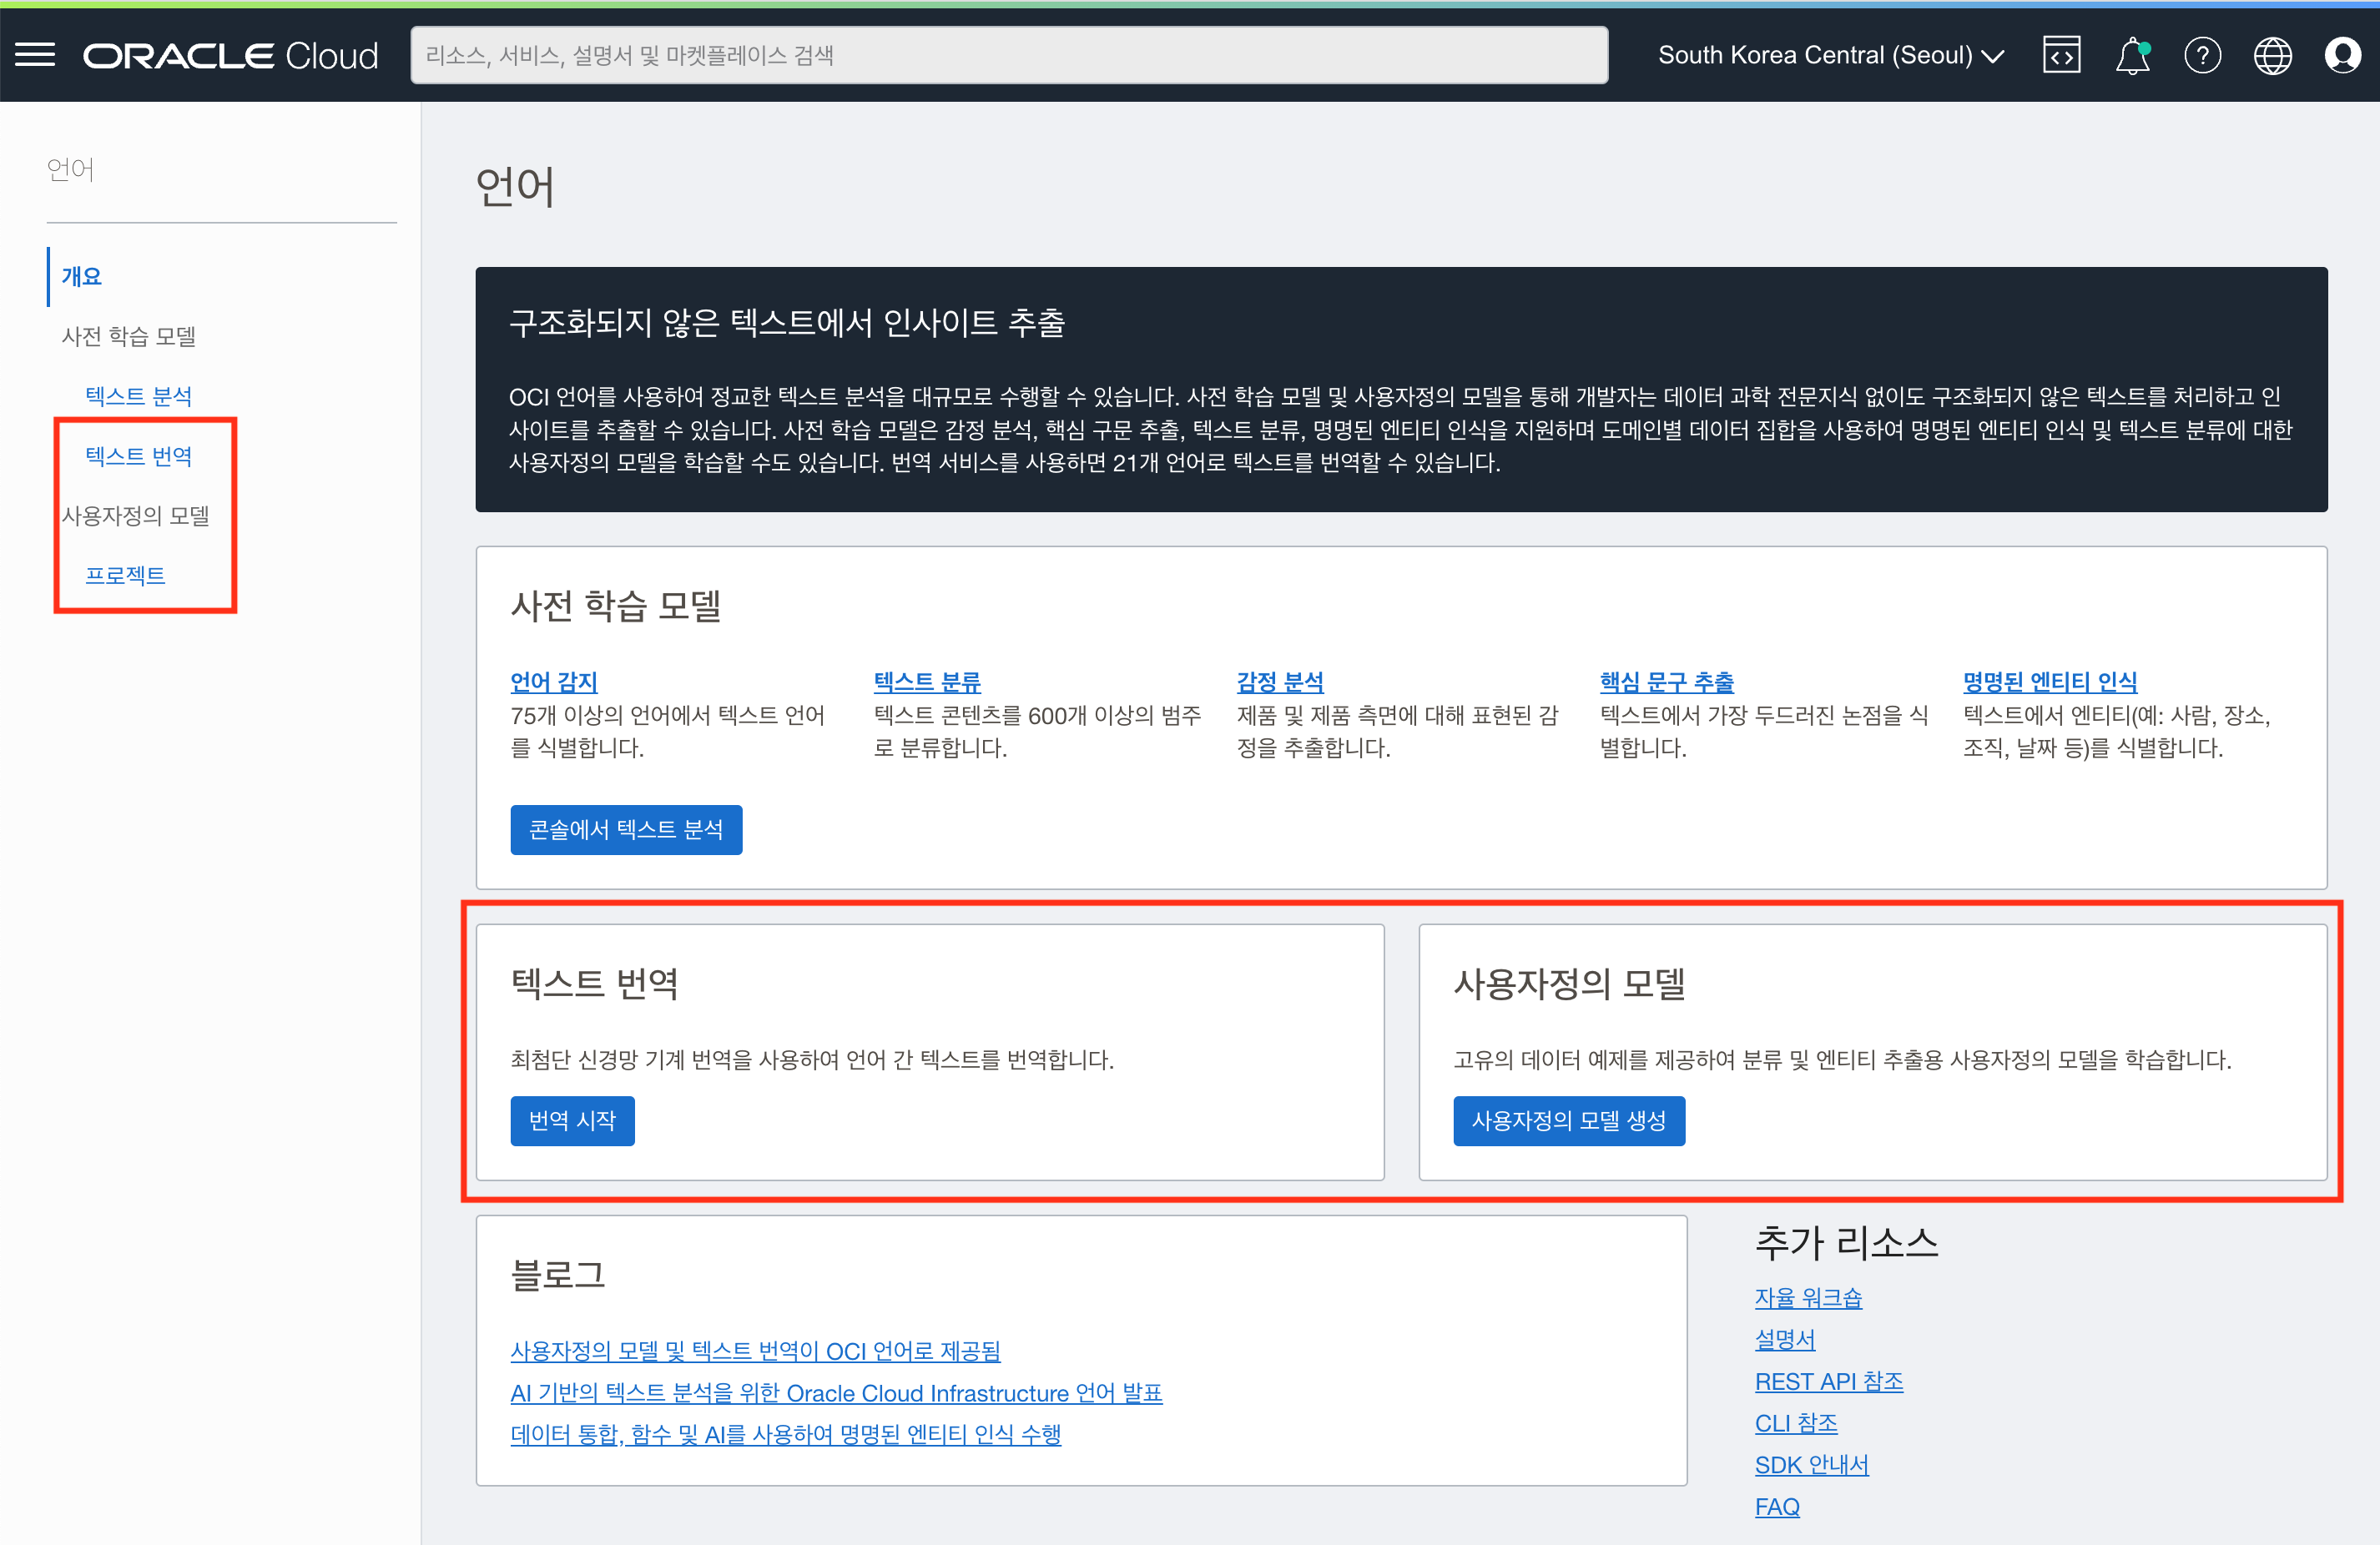 ORACLE Cloud
리소스, 서비스, 설명서 및 마켓플레이스 검색
South Korea Central (Seoul)
언어
개요
사전 학습 모델
텍스트 분석
텍스트 번역
사용자정의 모델
프로젝트
언어
구조화되지 않은 텍스트에서 인사이트 추출
OCI 언어를 사용하여 정교한 텍스트 분석을 대규모로 수행할 수 있습니다. 사전 학습 모델 및 사용자정의 모델을 통해 개발자는 데이터 과학 전문지식 없이도 구조화되지 않은 텍스트를 처리하고 인
사이트를 추출할 수 있습니다. 사전 학습 모델은 감정 분석, 핵심 구문 추출, 텍스트 분류, 명명된 엔티티 인식을 지원하며 도메인별 데이터 집합을 사용하여 명명된 엔티티 인식 및 텍스트 분류에 대한
사용자정의 모델을 학습할 수도 있습니다. 번역 서비스를 사용하면 21개 언어로 텍스트를 번역할 수 있습니다.
사전 학습 모델
언어 감지
75개 이상의 언어에서 텍스트 언어
를 식별합니다.
텍스트 분류
텍스트 콘텐츠를 600개 이상의 범주
로 분류합니다.
감정 분석
제품 및 제품 측면에 대해 표현된 감
정을 추출합니다.
핵심 문구 추출
텍스트에서 가장 두드러진 논점을 식
별합니다.
명명된 엔티티 인식
텍스트에서 엔티티(예: 사람, 장소,
조직, 날짜 등)를 식별합니다.
콘솔에서 텍스트 분석
텍스트 번역
최첨단 신경망 기계 번역을 사용하여 언어 간 텍스트를 번역합니다.
번역 시작
사용자정의 모델
고유의 데이터 예제를 제공하여 분류 및 엔티티 추출용 사용자정의 모델을 학습합니다.
사용자정의 모델 생성
블로그
사용자정의 모델 및 텍스트 번역이 OCI 언어로 제공됨
AI 기반의 텍스트 분석을 위한 Oracle Cloud Infrastructure 언어 발표
데이터 통합, 함수 및 AI를 사용하여 명명된 엔티티 인식 수행
추가 리소스
자율 워크숍
설명서
REST API 참조
CLI 참조
SDK 안내서
FAQ